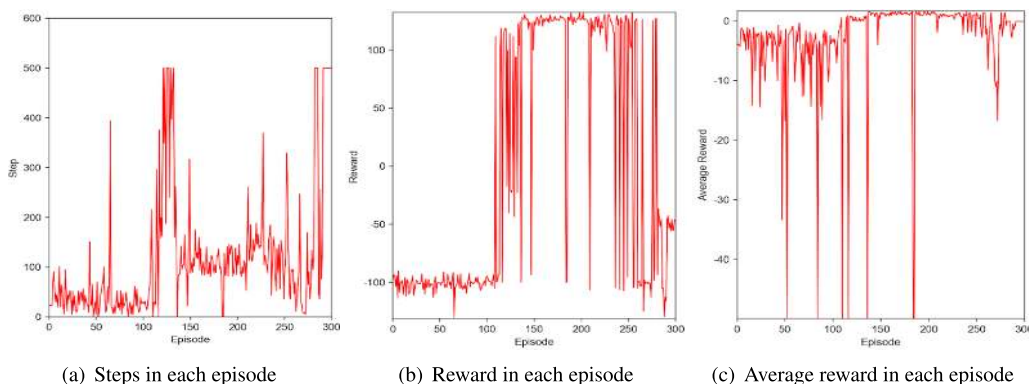 600
500
400
300
200
100
0
Step
0 50 100 150 200 250 300
Episode
(a) Steps in each episode
100
50
0
-50
-100
Reward
0 50 100 150 200 250 300
Episode
(b) Reward in each episode
0
-10
-20
-30
-40
Average Reward
0 50 100 150 200 250 300
Episode
(c) Average reward in each episode